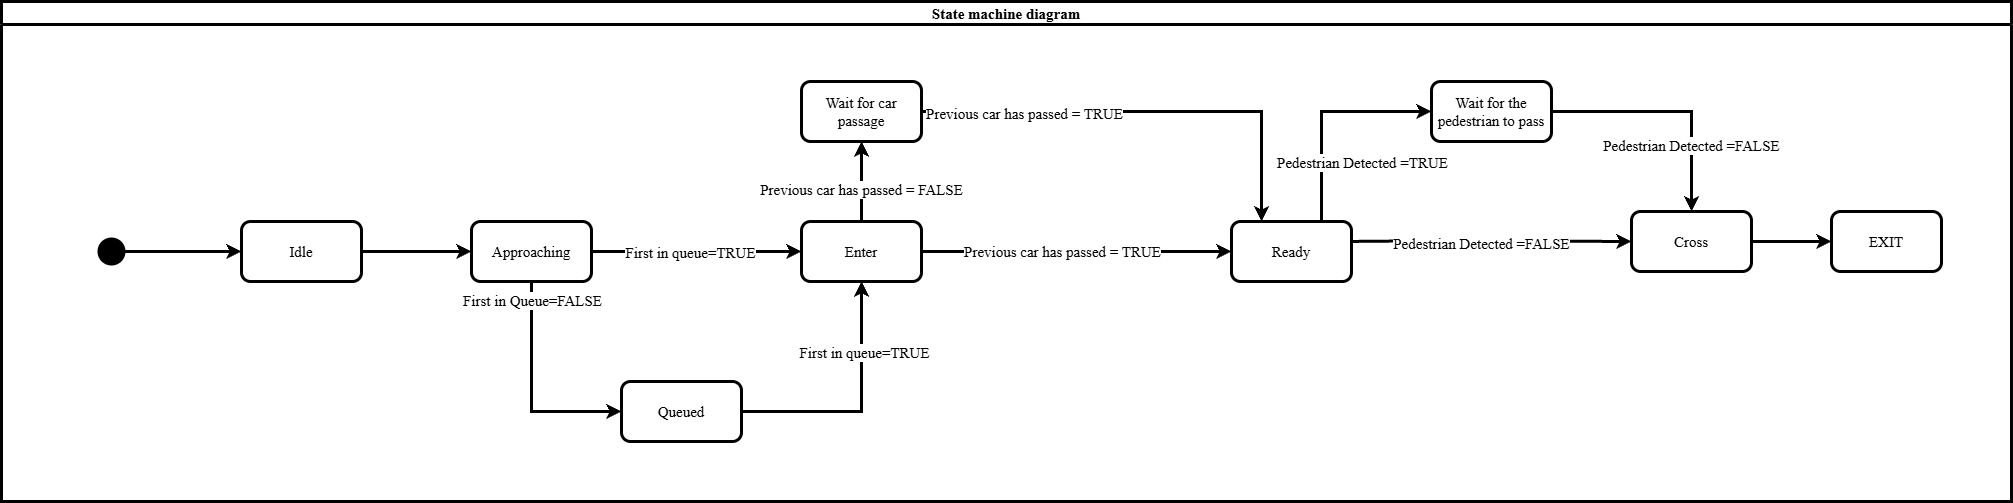 State machine diagram
Wait for car
passage
Previous car has passed = TRUE
Wait for the
pedestrian to pass
Pedestrian Detected =FALSE
Pedestrian Detected =TRUE
Previous car has passed = FALSE
Idle
Approaching
First in queue=TRUE
Enter
Previous car has passed = TRUE
Ready
Pedestrian Detected =FALSE
Cross
EXIT
First in Queue=FALSE
First in queue=TRUE
Queued